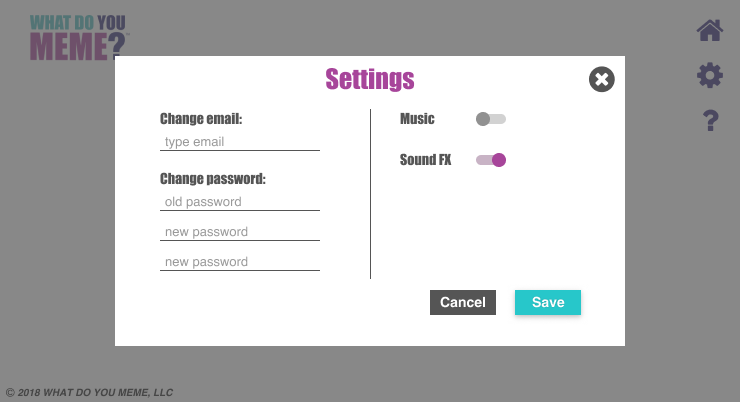 WHAT DO YOU
MEME?™
Settings
Change email:
type email
Change password:
old password
new password
new password
Music
Sound FX
Cancel
Save
?
© 2018 WHAT DO YOU MEME, LLC